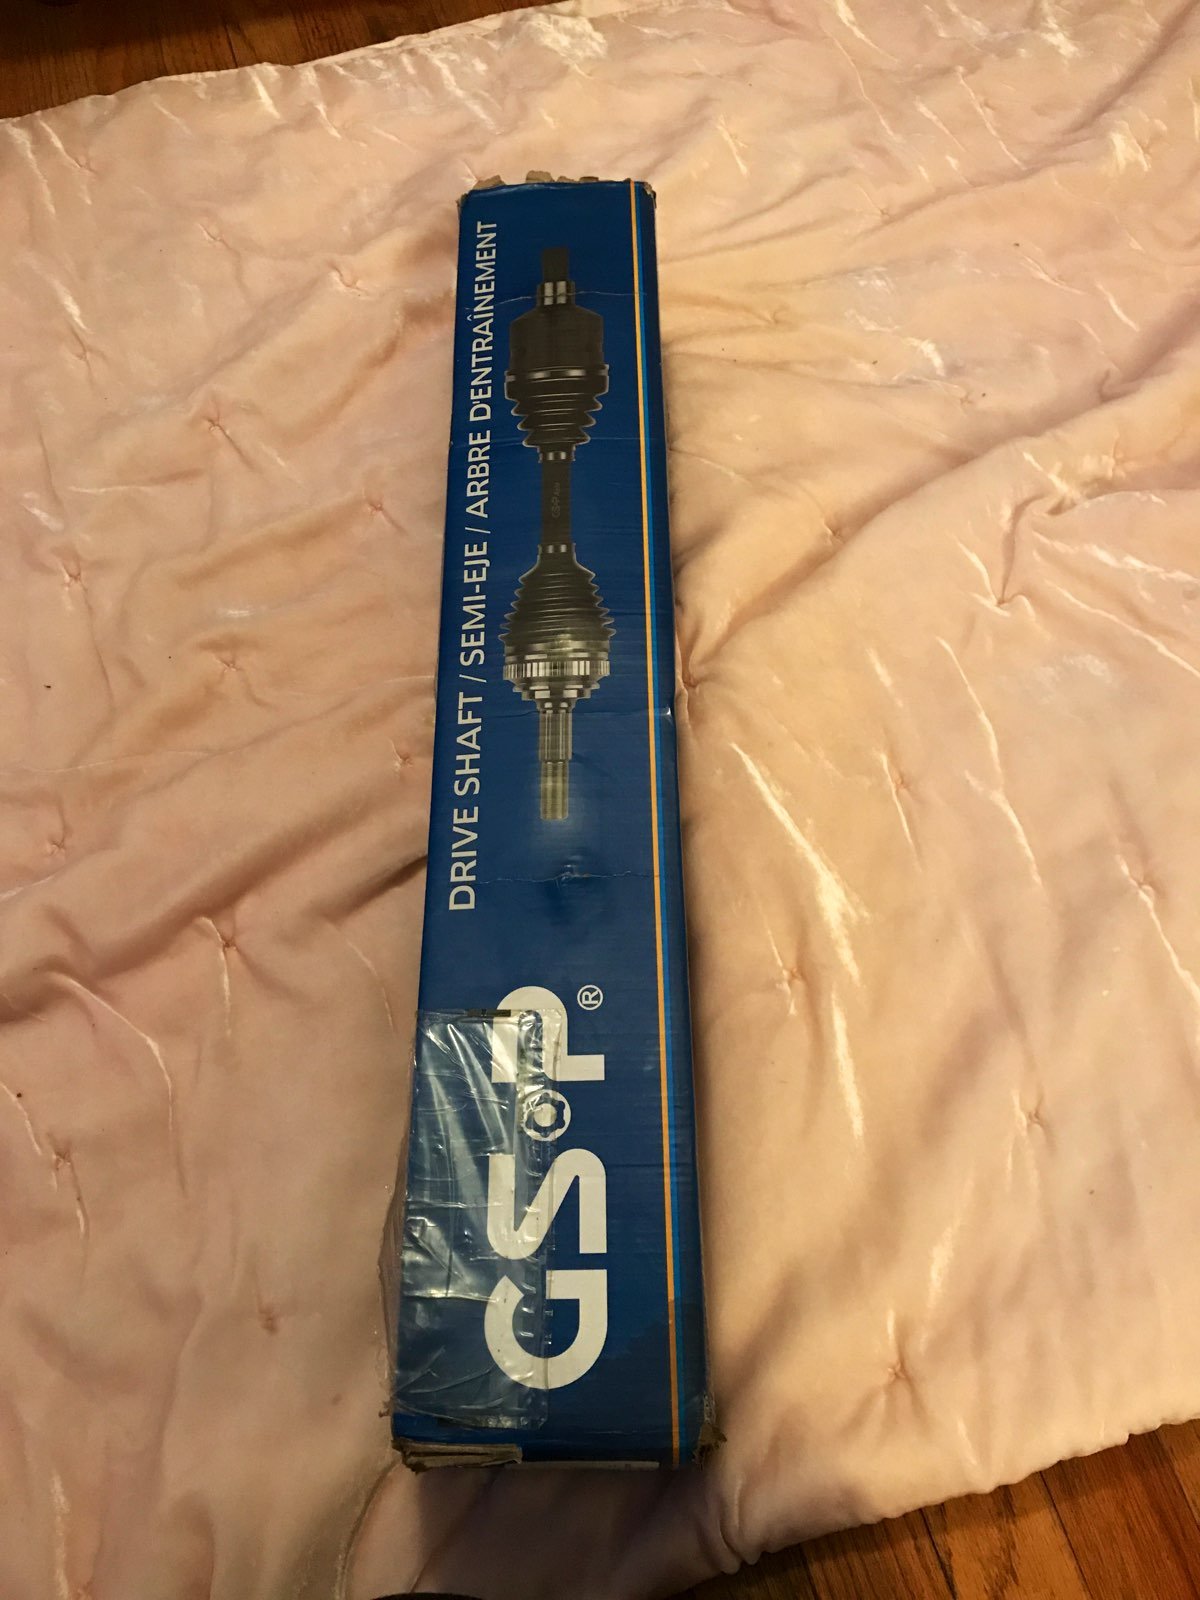 DRIVE SHAFT / SEMI-EJE / ARBRE D'ENTRAÎNEMENT
GSP®